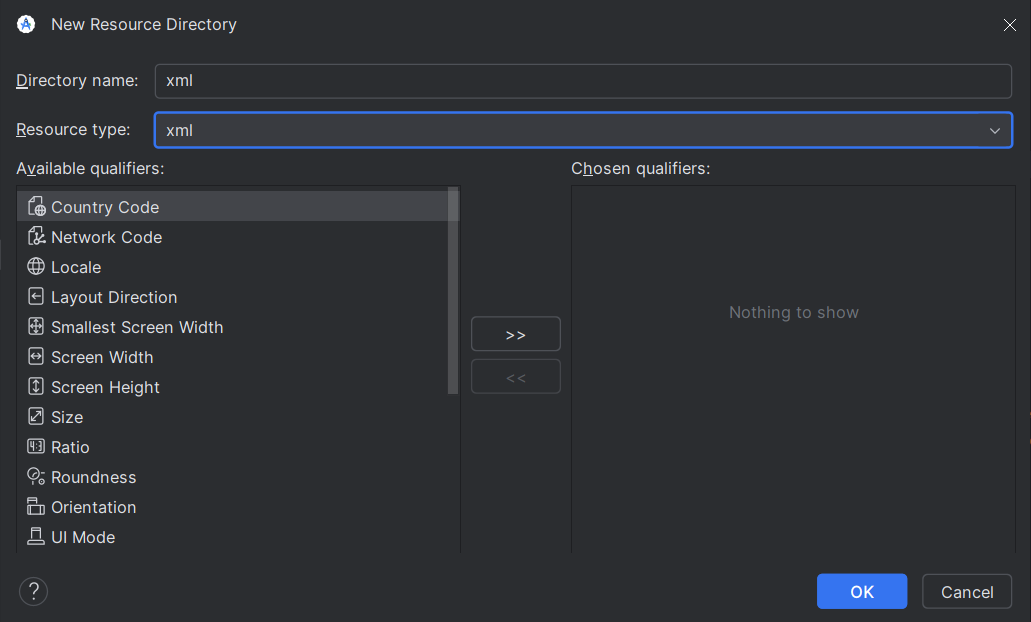 New Resource Directory
Directory name: xml
Resource type: xml
Available qualifiers:
Chosen qualifiers:
Country Code
Network Code
Locale
Layout Direction
Smallest Screen Width
Screen Width
Screen Height
Size
Ratio
Roundness
Orientation
UI Mode
>>
<<
Nothing to show
?
OK
Cancel